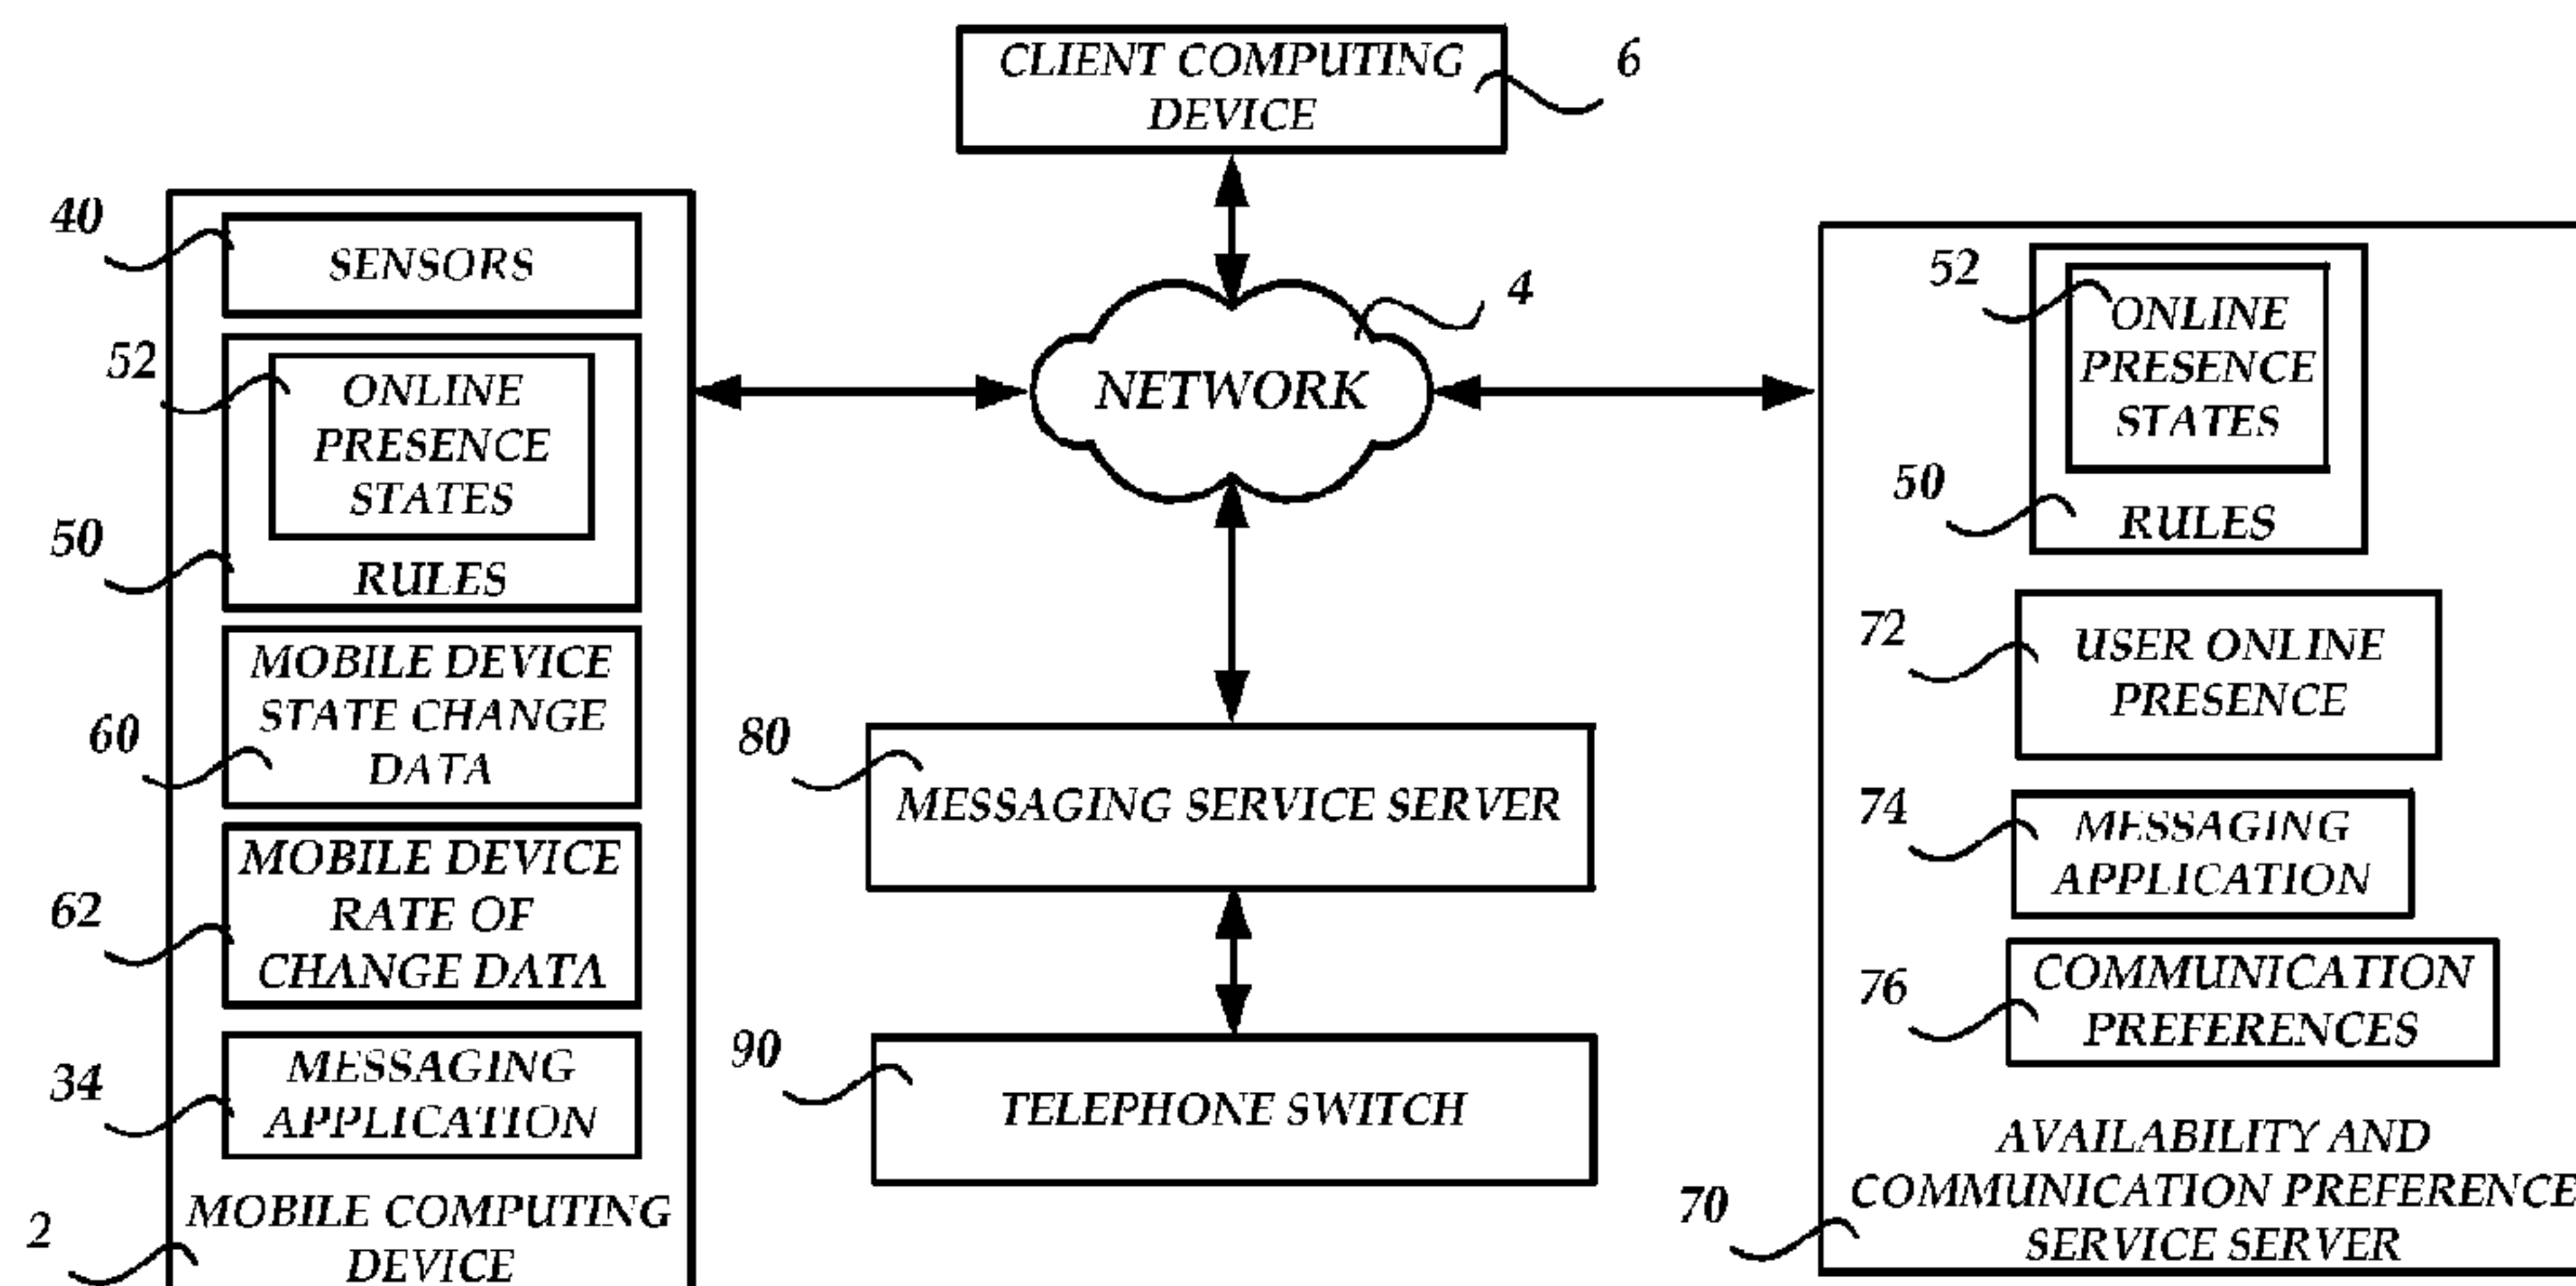 CLIENT COMPUTING
DEVICE
6
40
SENSORS
52
ONLINE
PRESENCE
STATES
50
RULES
MOBILE DEVICE
STATE CHANGE
DATA
60
MOBILE DEVICE
RATE OF
CHANGE DATA
62
MESSAGING
APPLICATION
34
MOBILE COMPUTING
DEVICE
2
4
NETWORK
80
MESSAGING SERVICE SERVER
90
TELEPHONE SWITCH
52
ONLINE
PRESENCE
STATES
50
RULES
72
USER ONLINE
PRESENCE
74
MESSAGING
APPLICATION
76
COMMUNICATION
PREFERENCES
AVAILABILITY AND
COMMUNICATION PREFERENCE
SERVICE SERVER
70